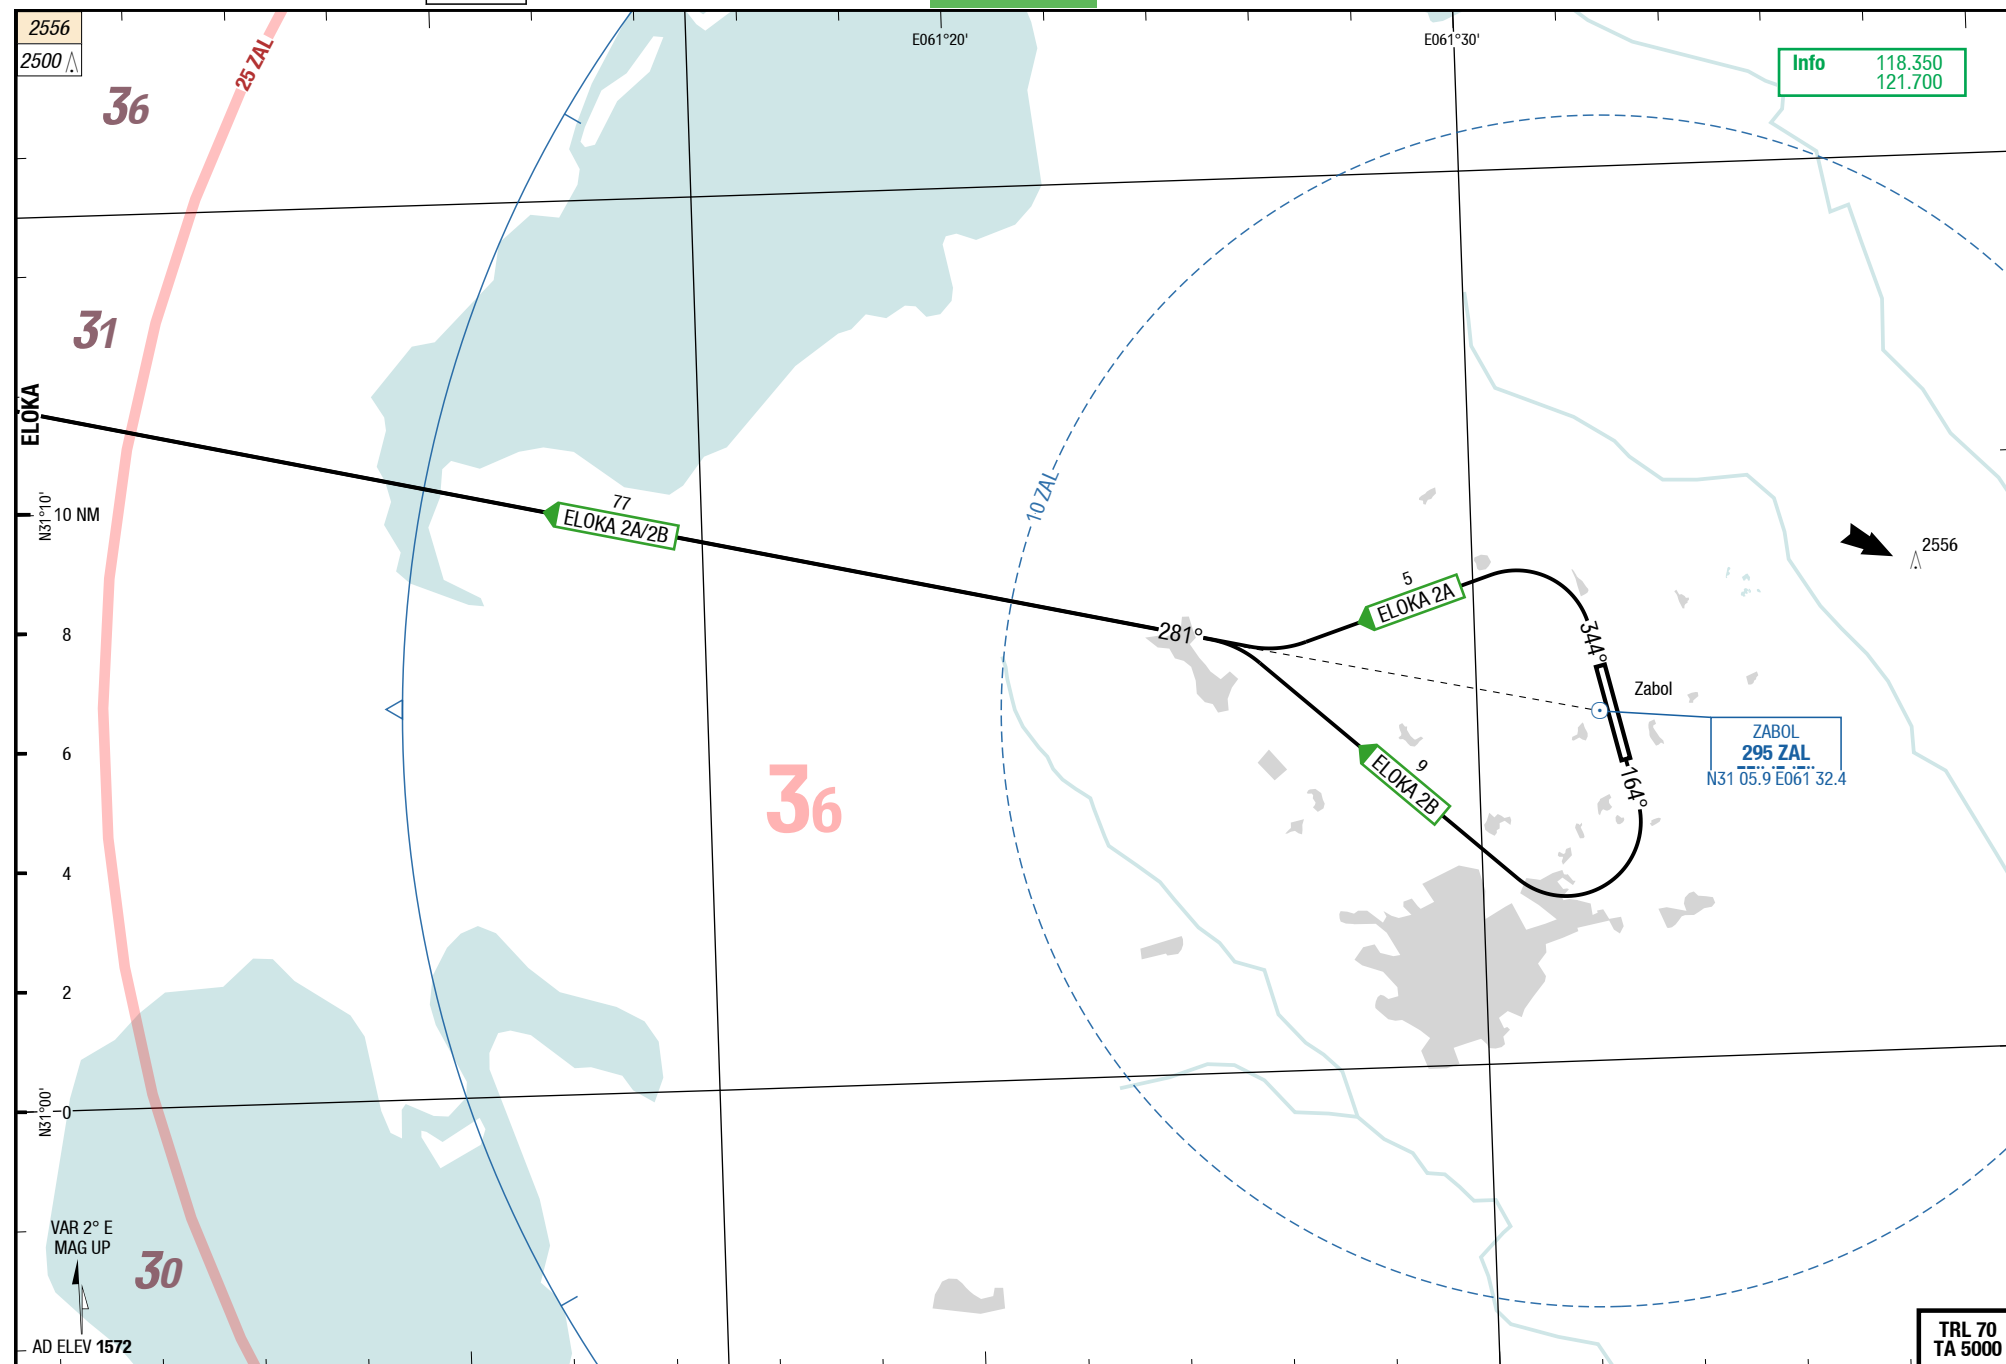 2556
2500
25 ZAL
36
E061°20'
E061°30'
Info 118.350
121.700
31
ELOKA
N31°10'
10 NM
77
ELOKA 2A/2B
10 ZAL
5
ELOKA 2A
2556
281°
344°
8
Zabol
6
ZABOL
295 ZAL
N31 05.9 E061 32.4
36
9
ELOKA 2B
164°
4
2
N31°00'
0
VAR 2° E
MAG UP
30
AD ELEV 1572
TRL 70
TA 5000